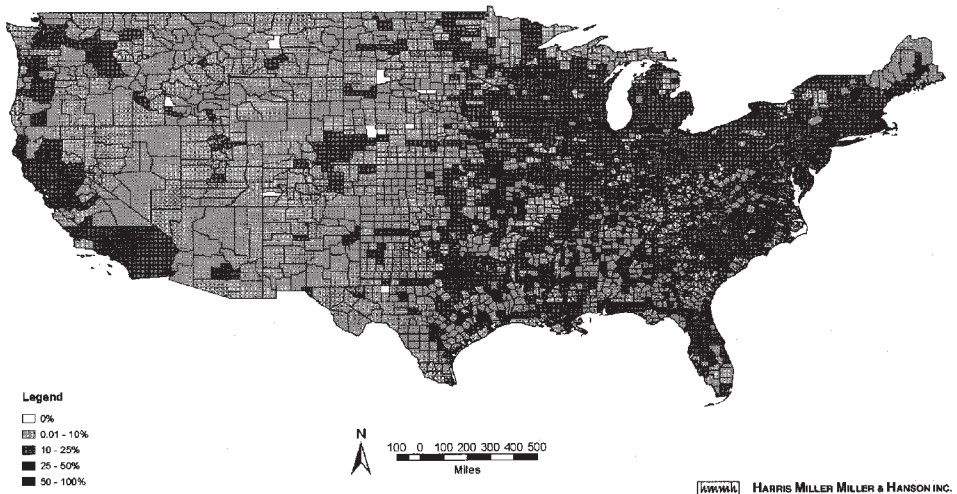 Legend
0%
0.01 - 10%
10 - 25%
25 - 50%
50 - 100%
N
100 0 100 200 300 400 500
Miles
HARRIS MILLER MILLER & HANSON INC.